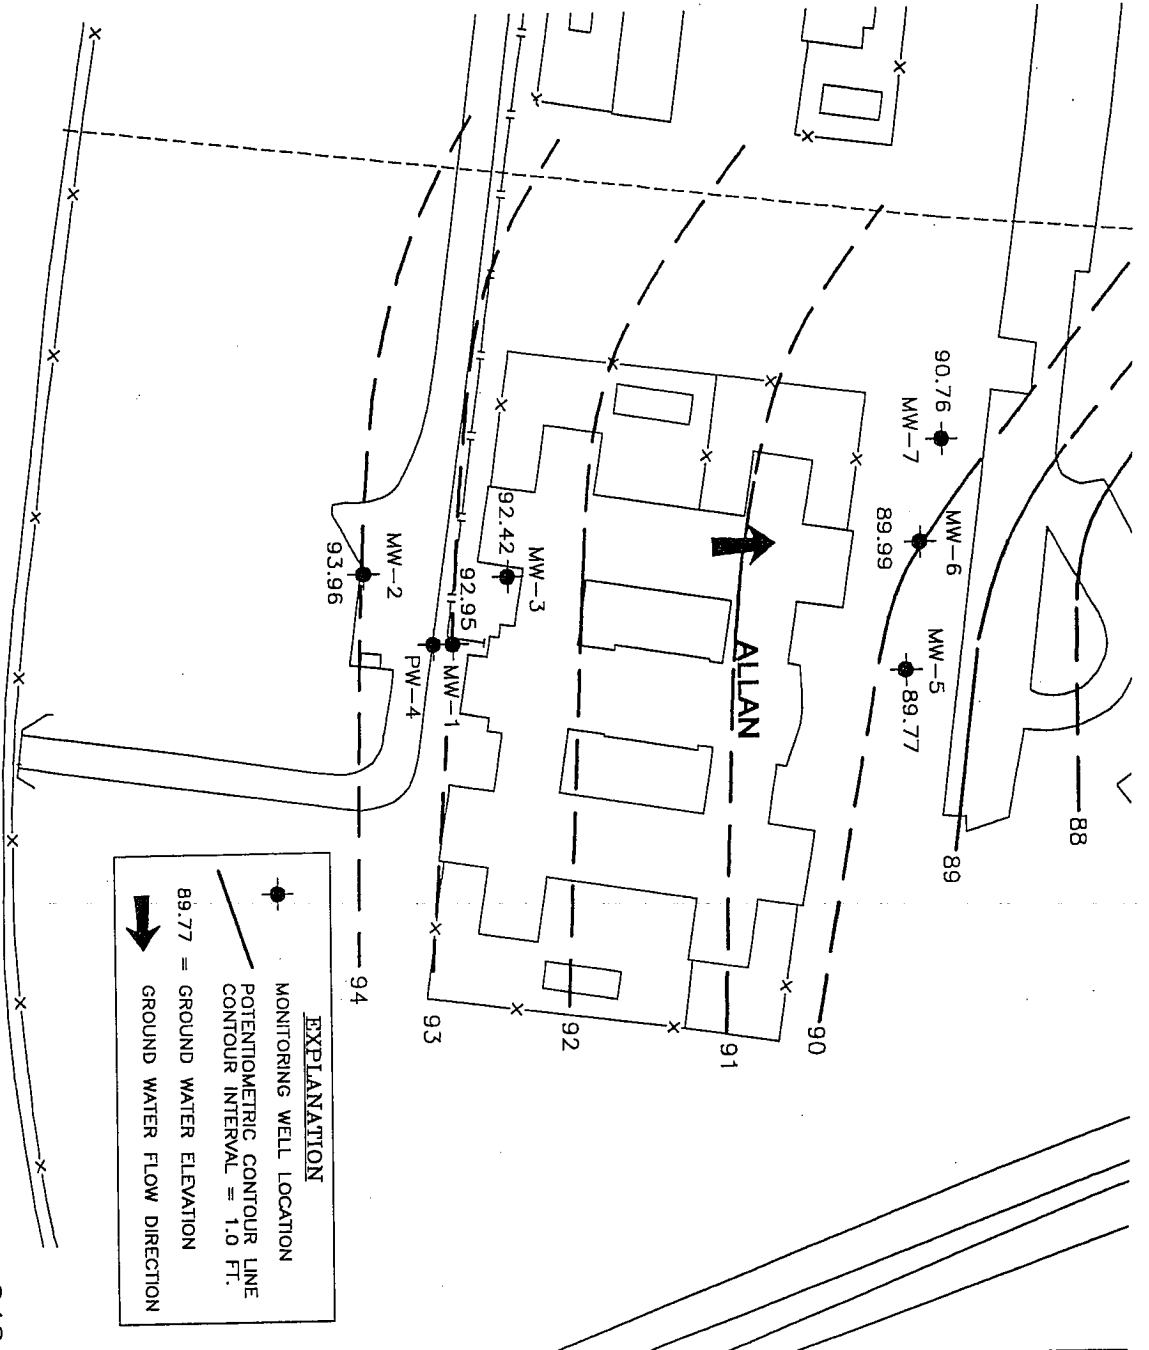 88
89
90.76
MW-7
MW-6
89.99
MW-5
89.77
90
ALLAN
91
92.42
MW-3
92
MW-2
93.96
92.95
MW-1
PW-4
93
94
EXPLANATION
MONITORING WELL LOCATION
POTENTIOMETRIC CONTOUR LINE
CONTOUR INTERVAL = 1.0 FT.
89.77 = GROUND WATER ELEVATION
GROUND WATER FLOW DIRECTION